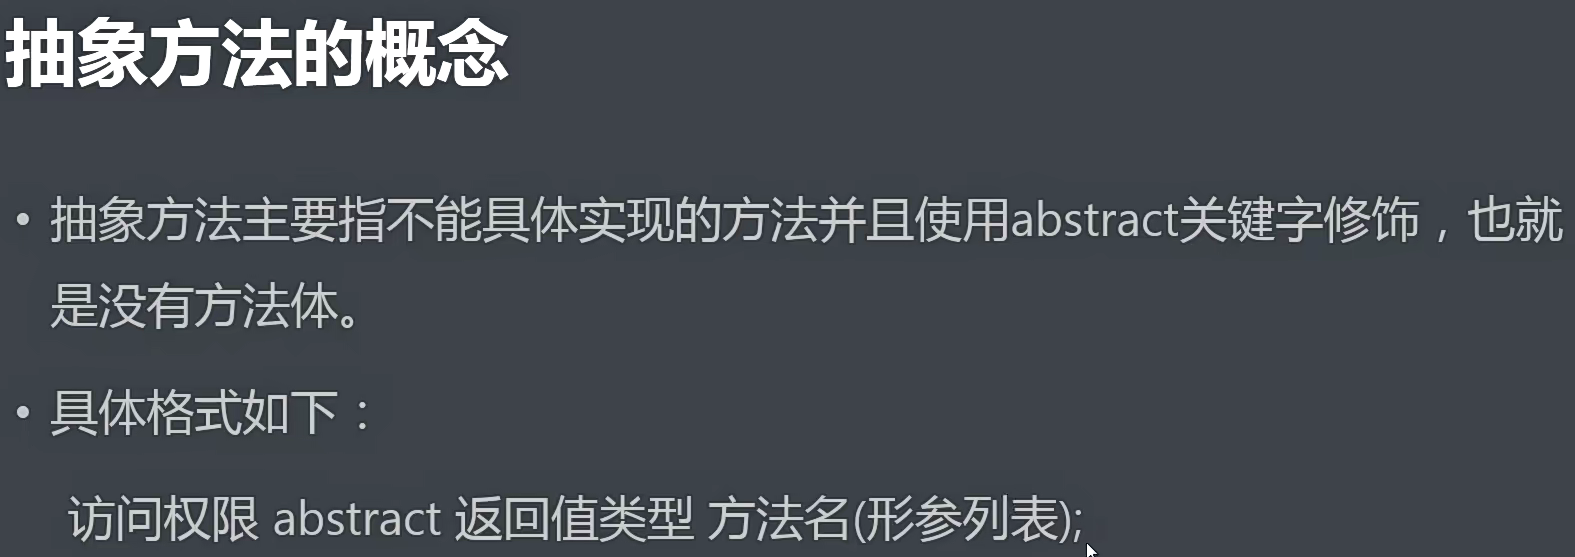 抽象方法的概念
• 抽象方法主要指不能具体实现的方法并且使用abstract关键字修饰，也就
是没有方法体。
• 具体格式如下：
访问权限 abstract 返回值类型 方法名(形参列表);